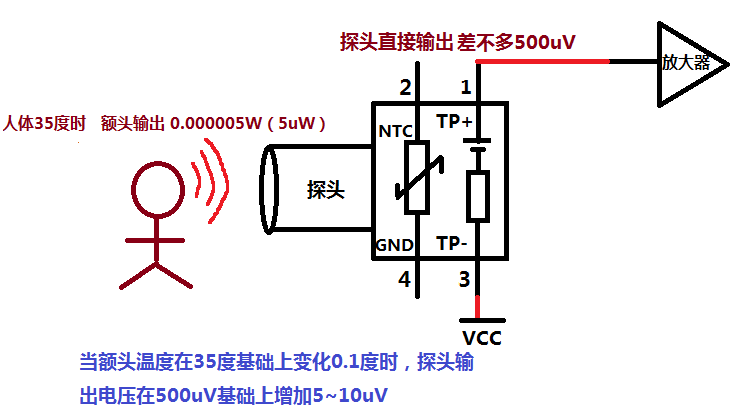 探头直接输出 差不多500uV
放大器
2
1
人体35度时 额头输出 0.000005W（5uW）
NTC
TP+
探头
GND
TP-
4
3
VCC
当额头温度在35度基础上变化0.1度时，探头输
出电压在500uV基础上增加5~10uV